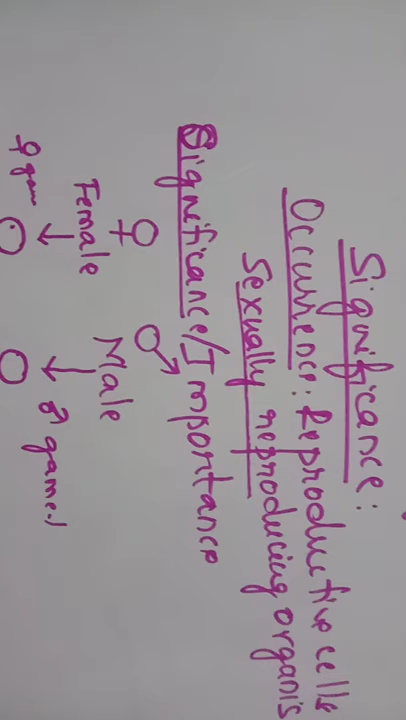 Significance:
Occurrence: Reproductive cells
Sexually reproducing organis
Significance/Importance
♀ ♂
Female Male
↓ ↓
♀ gam ♂ gamet